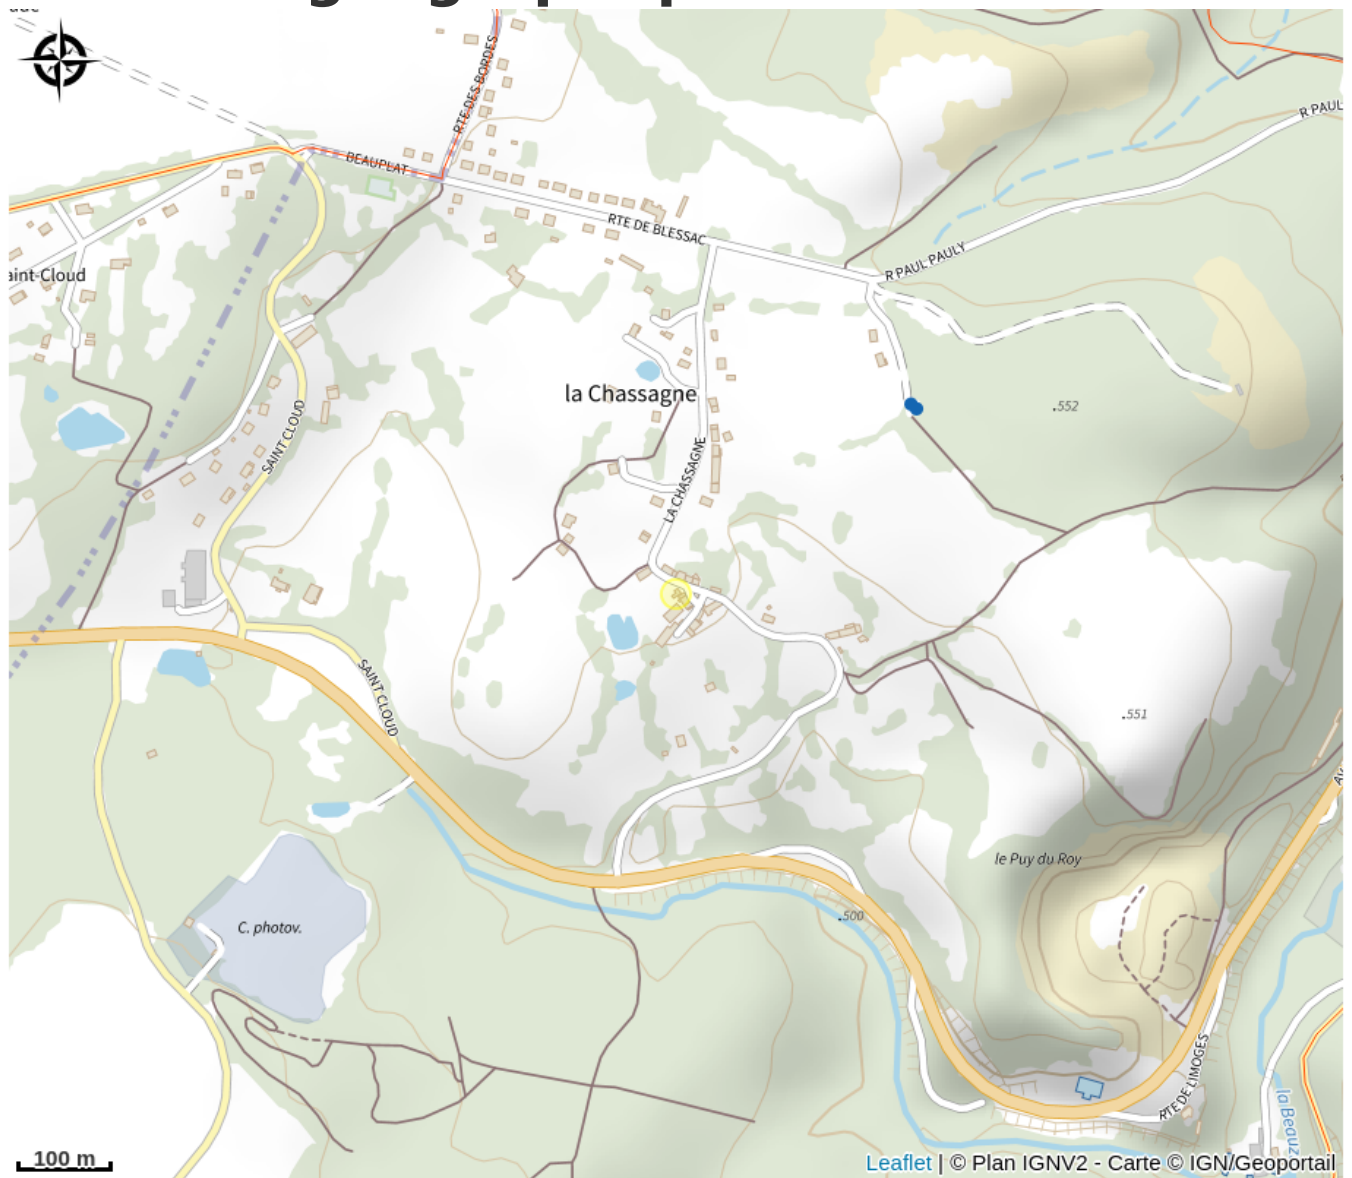 RTE DES BORDES
R PAUL
BEAUPLAT
RTE DE BLESSAC
R PAUL PAULY
aint-Cloud
la Chassagne
.552
SAINT CLOUD
LA CHASSAGNE
SAINT CLOUD
.551
AV
le Puy du Roy
.500
C. photov.
RTE DE LIMOGES
la Beauz
100 m
Leaflet | © Plan IGNV2 - Carte © IGN/Geoportail